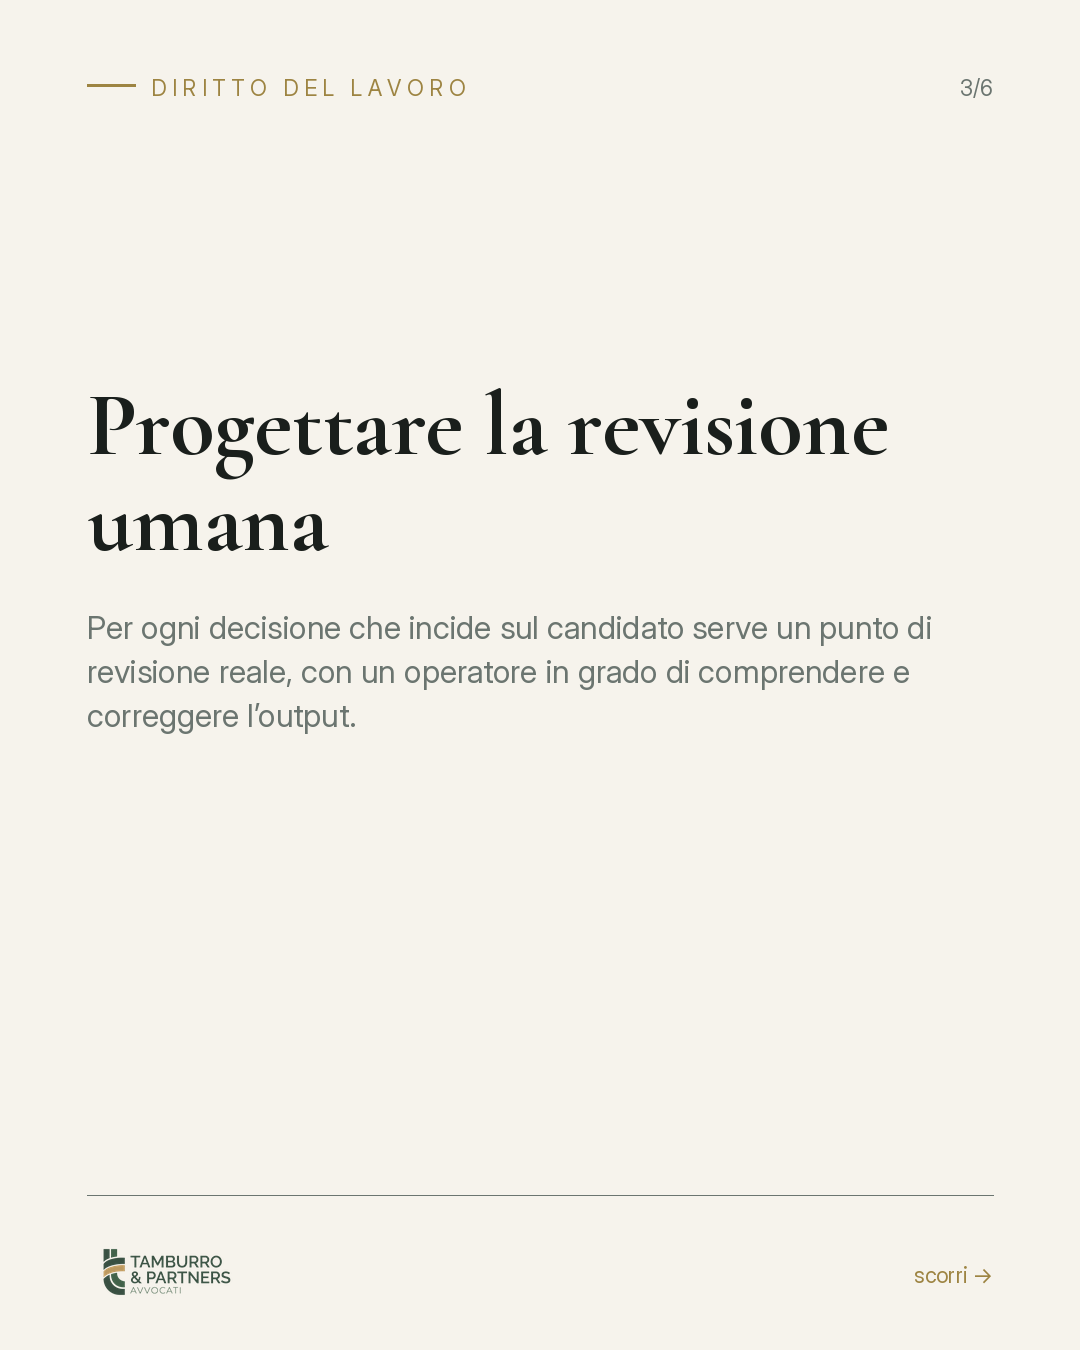 DIRITTO DEL LAVORO
3/6
Progettare la revisione
umana
Per ogni decisione che incide sul candidato serve un punto di
revisione reale, con un operatore in grado di comprendere e
correggere l’output.
TAMBURRO
& PARTNERS
AVVOCATI
scorri →